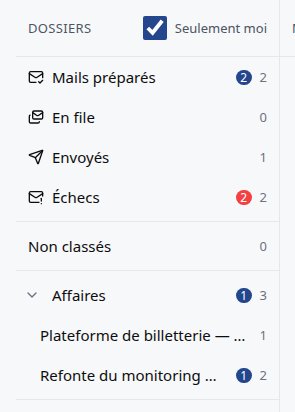 DOSSIERS Seulement moi
Mails préparés 2 2
En file 0
Envoyés 1
Échecs 2 2
Non classés 0
Affaires 1 3
Plateforme de billetterie — ... 1
Refonte du monitoring ... 1 2